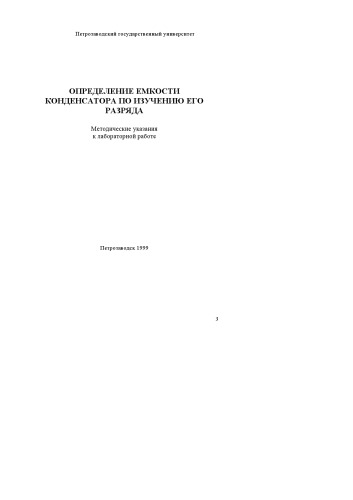 Петрозаводский государственный университет
ОПРЕДЕЛЕНИЕ ЕМКОСТИ
КОНДЕНСАТОРА ПО ИЗУЧЕНИЮ ЕГО
РАЗРЯДА
Методические указания
к лабораторной работе
Петрозаводск 1999
3